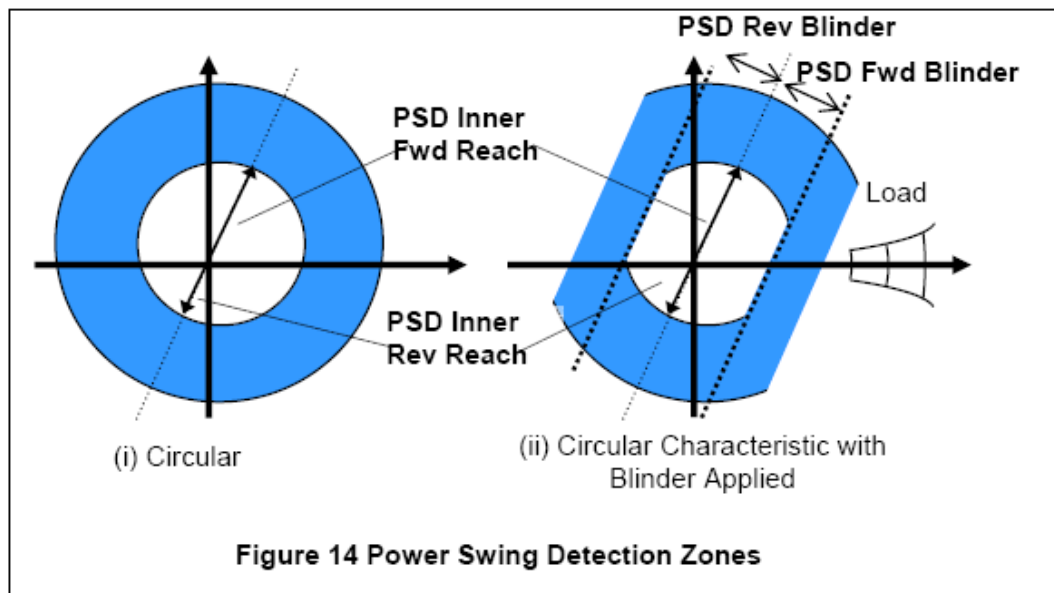 PSD Rev Blinder
PSD Fwd Blinder
PSD Inner
Fwd Reach
Load
PSD Inner
Rev Reach
(i) Circular
(ii) Circular Characteristic with
Blinder Applied
Figure 14 Power Swing Detection Zones